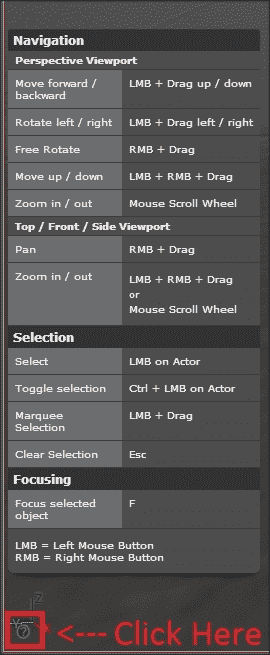 Navigation
Perspective Viewport
Move forward / LMB + Drag up / down
backward
Rotate left / right LMB + Drag left / right
Free Rotate RMB + Drag
Move up / down LMB + RMB + Drag
Zoom in / out Mouse Scroll Wheel
Top / Front / Side Viewport
Pan RMB + Drag
Zoom in / out LMB + RMB + Drag
or
Mouse Scroll Wheel
Selection
Select LMB on Actor
Toggle selection Ctrl + LMB on Actor
Marquee LMB + Drag
Selection
Clear Selection Esc
Focusing
Focus selected F
object
LMB = Left Mouse Button
RMB = Right Mouse Button
Z
Y
? <--- Click Here